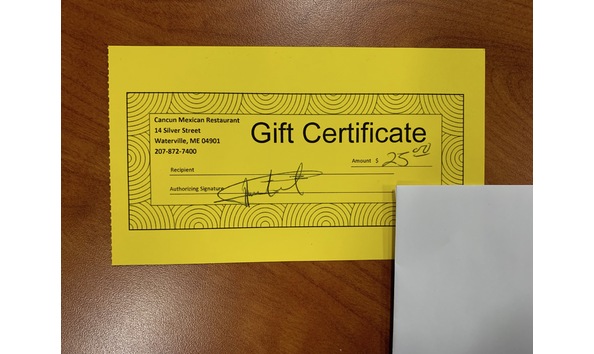 Cancun Mexican Restaurant
14 Silver Street
Waterville, ME 04901
207-872-7400
Gift Certificate
Amount $ 25.00
Recipient
Authorizing Signature